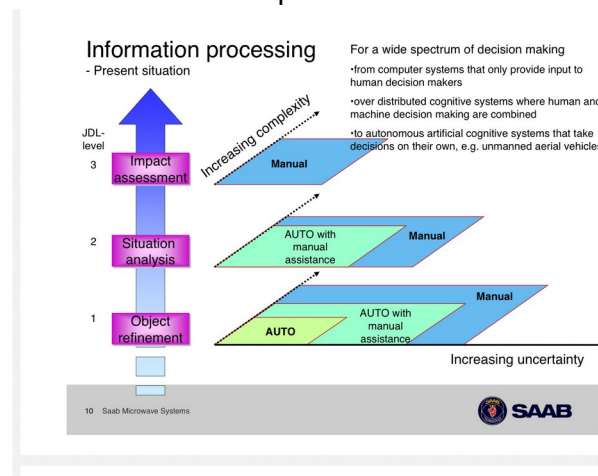 Information processing
- Present situation
For a wide spectrum of decision making
•from computer systems that only provide input to
human decision makers
•over distributed cognitive systems where human and
machine decision making are combined
•to autonomous artificial cognitive systems that take
decisions on their own, e.g. unmanned aerial vehicles
JDL-
level
3
Impact
assessment
Increasing complexity
Manual
2
Situation
analysis
AUTO with
manual
assistance
Manual
1
Object
refinement
AUTO
AUTO with
manual
assistance
Manual
Increasing uncertainty
10 Saab Microwave Systems
SAAB